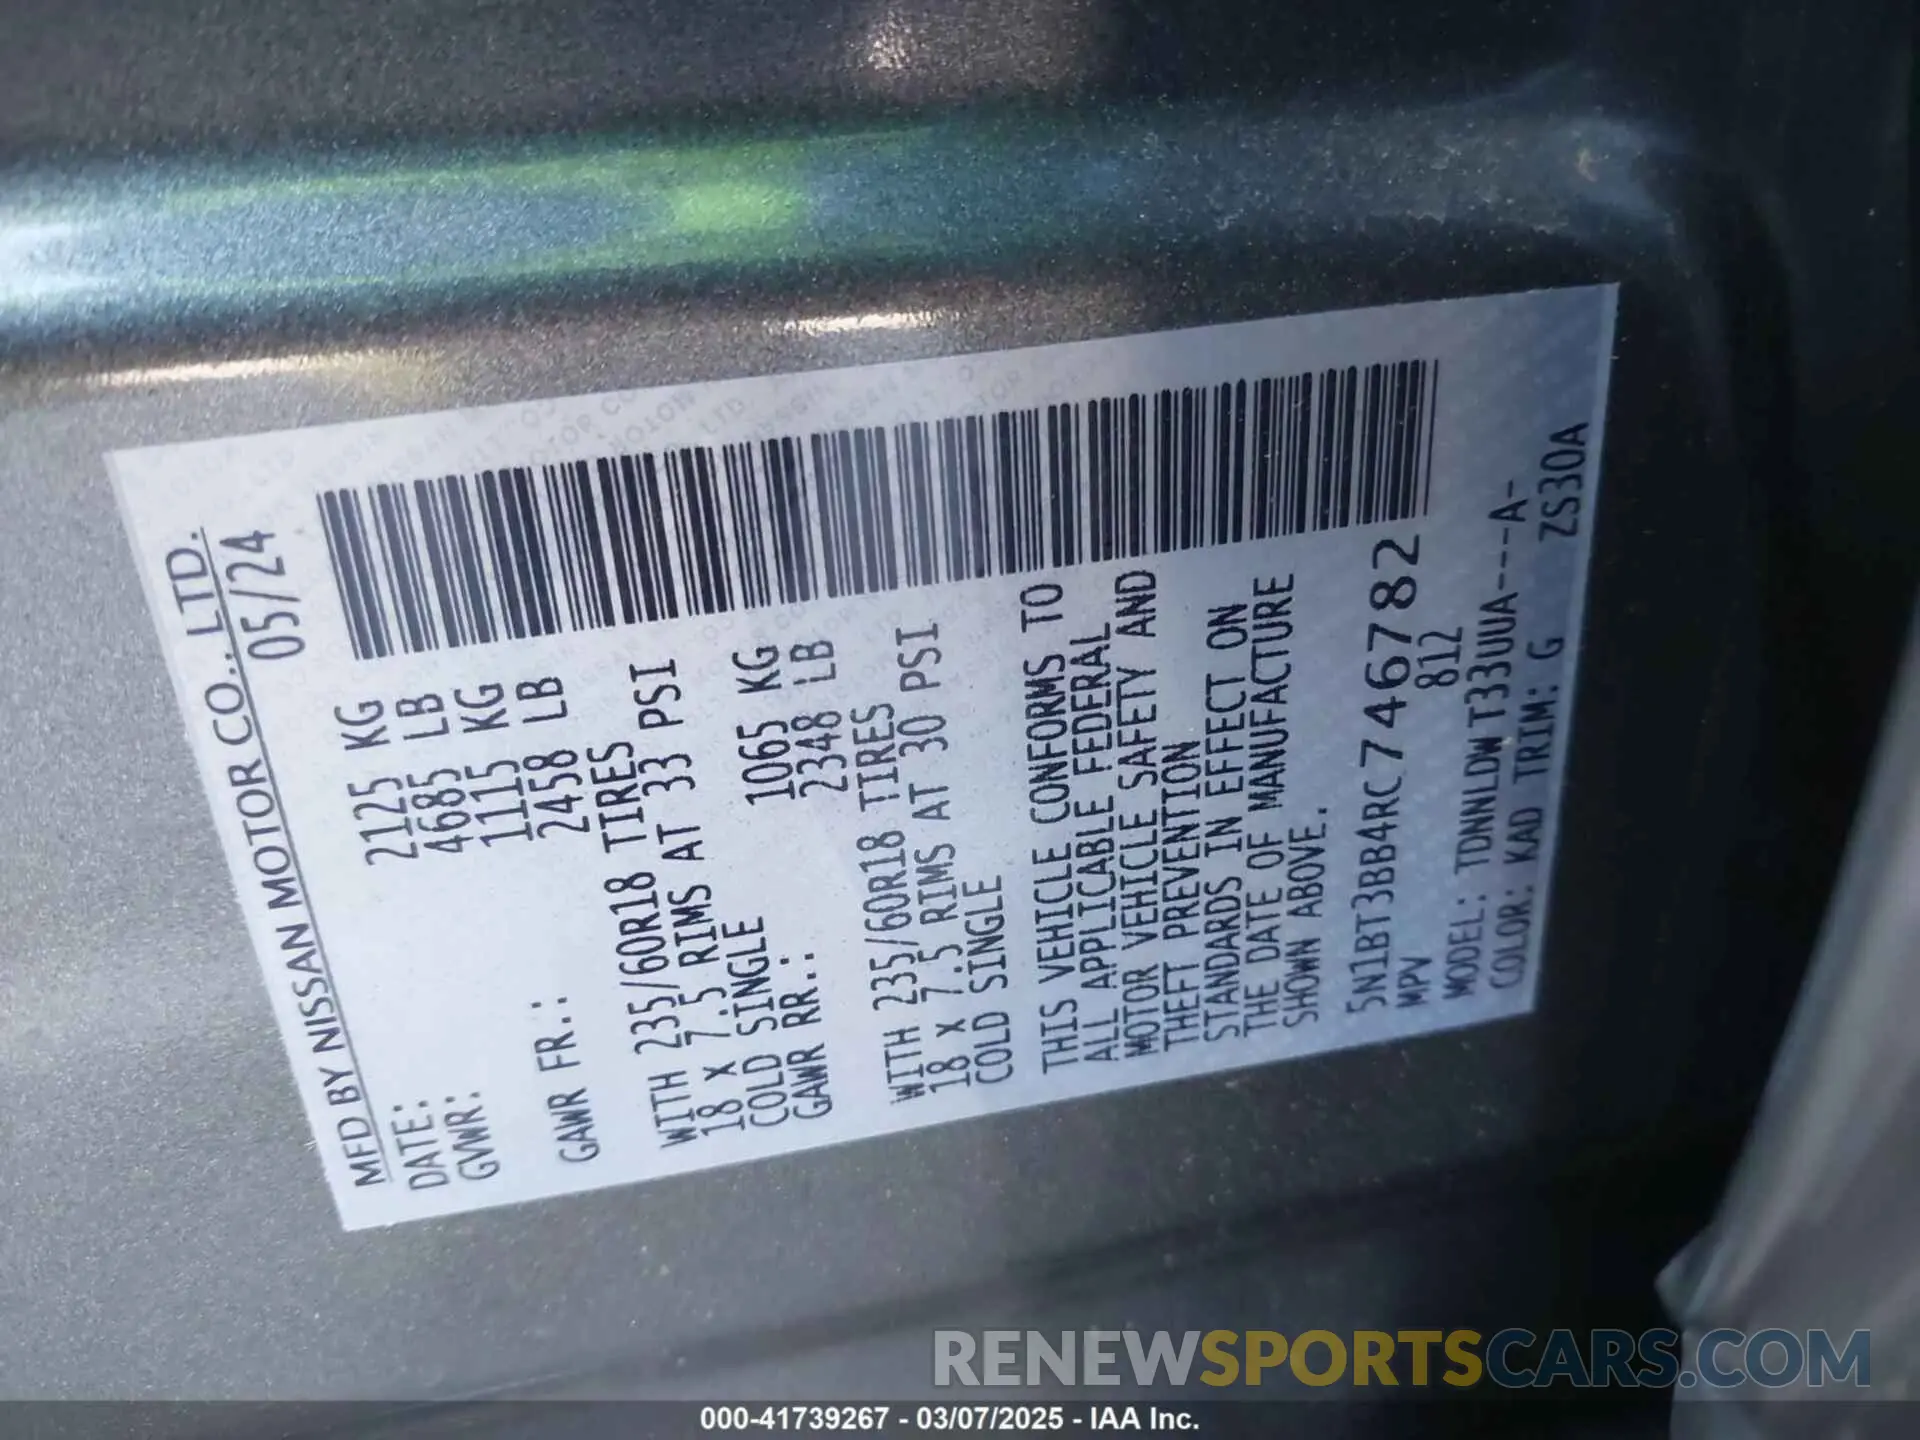 MFD BY NISSAN MOTOR CO., LTD.
DATE: 05/24
GVWR: 2125 KG
4685 LB
1115 KG
GAWR FR.: 2458 LB
WITH 235/60R18 TIRES
18 X 7.5 RIMS AT 33 PSI
COLD SINGLE
GAWR RR.: 1065 KG
2348 LB
WITH 235/60R18 TIRES
18 X 7.5 RIMS AT 30 PSI
COLD SINGLE
THIS VEHICLE CONFORMS TO
ALL APPLICABLE FEDERAL
MOTOR VEHICLE SAFETY AND
THEFT PREVENTION
STANDARDS IN EFFECT ON
THE DATE OF MANUFACTURE
SHOWN ABOVE.
5N1BT3BB4RC746782
MPV 812
MODEL: TDNNLDW T33UUA----A-
COLOR: KAD TRIM: G ZS30A
RENEWSPORTSCARS.COM
000-41739267 - 03/07/2025 - IAA Inc.